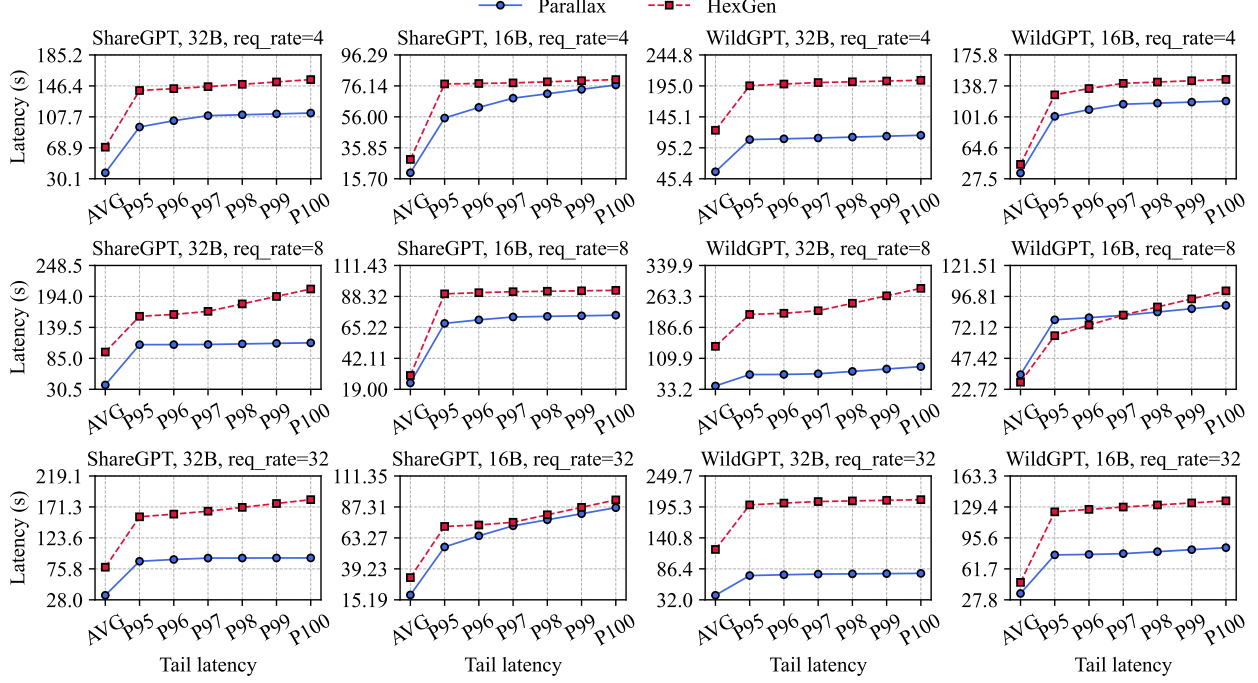 Parallax HexGen
ShareGPT, 32B, req_rate=4
185.2
146.4
107.7
68.9
30.1
Latency (s)
AVG P95 P96 P97 P98 P99 P100
ShareGPT, 16B, req_rate=4
96.29
76.14
56.00
35.85
15.70
AVG P95 P96 P97 P98 P99 P100
WildGPT, 32B, req_rate=4
244.8
195.0
145.1
95.2
45.4
AVG P95 P96 P97 P98 P99 P100
WildGPT, 16B, req_rate=4
175.8
138.7
101.6
64.6
27.5
AVG P95 P96 P97 P98 P99 P100
ShareGPT, 32B, req_rate=8
248.5
194.0
139.5
85.0
30.5
Latency (s)
AVG P95 P96 P97 P98 P99 P100
ShareGPT, 16B, req_rate=8
111.43
88.32
65.22
42.11
19.00
AVG P95 P96 P97 P98 P99 P100
WildGPT, 32B, req_rate=8
339.9
263.3
186.6
109.9
33.2
AVG P95 P96 P97 P98 P99 P100
WildGPT, 16B, req_rate=8
121.51
96.81
72.12
47.42
22.72
AVG P95 P96 P97 P98 P99 P100
ShareGPT, 32B, req_rate=32
219.1
171.3
123.6
75.8
28.0
Latency (s)
AVG P95 P96 P97 P98 P99 P100
Tail latency
ShareGPT, 16B, req_rate=32
111.35
87.31
63.27
39.23
15.19
AVG P95 P96 P97 P98 P99 P100
Tail latency
WildGPT, 32B, req_rate=32
249.7
195.3
140.8
86.4
32.0
AVG P95 P96 P97 P98 P99 P100
Tail latency
WildGPT, 16B, req_rate=32
163.3
129.4
95.6
61.7
27.8
AVG P95 P96 P97 P98 P99 P100
Tail latency